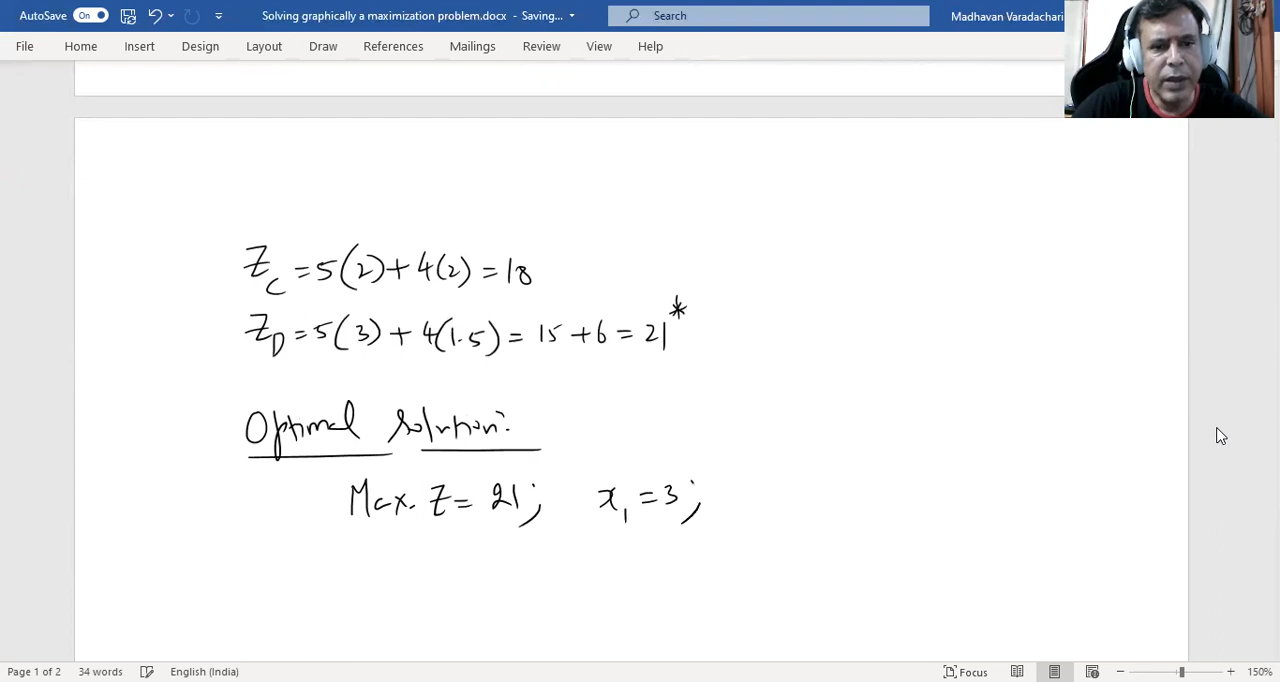 AutoSave On Solving graphically a maximization problem.docx - Saving... Search Madhavan Varadachari
File Home Insert Design Layout Draw References Mailings Review View Help
Z_C = 5(2) + 4(2) = 18
Z_D = 5(3) + 4(1.5) = 15 + 6 = 21*
Optimal solution:
Max. Z = 21; x₁ = 3;
Page 1 of 2 34 words English (India) Focus 150%